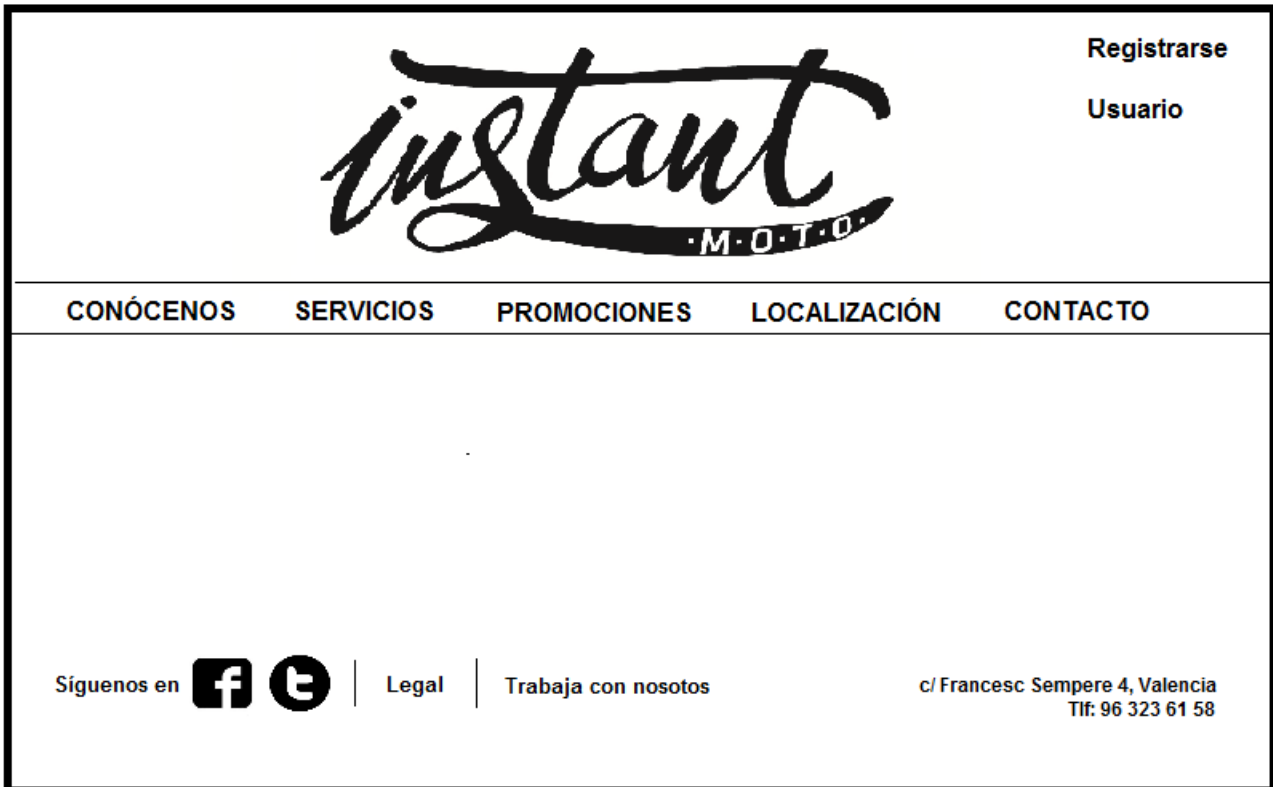 Registrarse
Usuario
instant
·M·O·T·O·
CONÓCENOS SERVICIOS PROMOCIONES LOCALIZACIÓN CONTACTO
Síguenos en f t Legal Trabaja con nosotos
c/ Francesc Sempere 4, Valencia
Tlf: 96 323 61 58